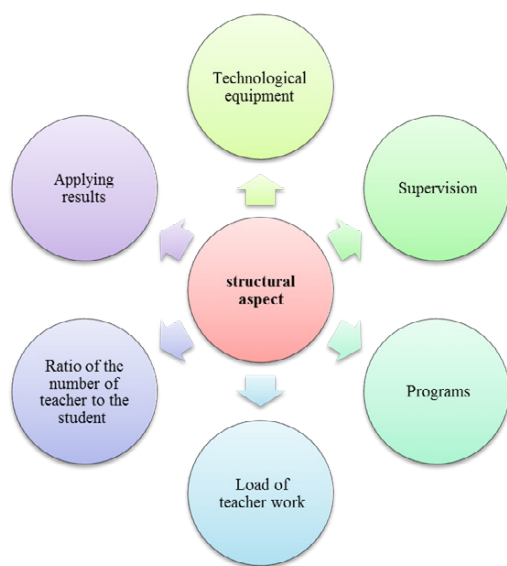 Technological
equipment
Applying
results
Supervision
structural
aspect
Ratio of the
number of
teacher to the
student
Programs
Load of
teacher work